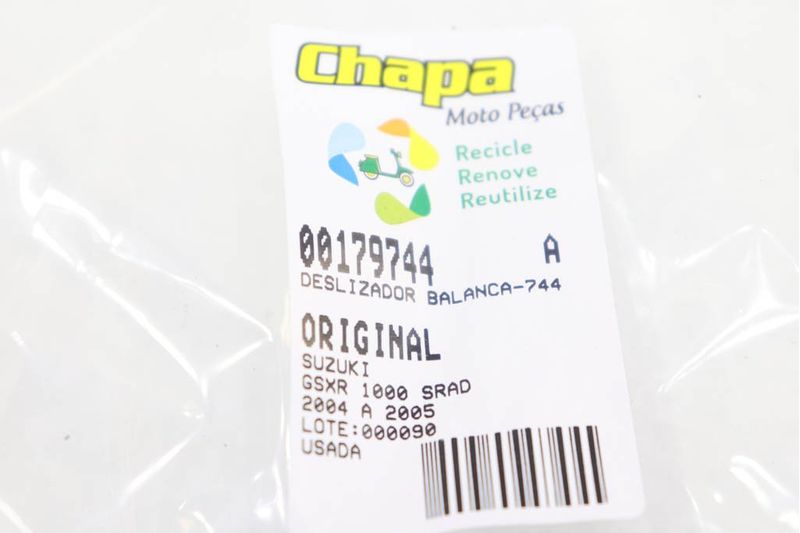 Chapa
Moto Peças
Recicle
Renove
Reutilize
00179744 A
DESLIZADOR BALANCA-744
ORIGINAL
SUZUKI
GSXR 1000 SRAD
2004 A 2005
LOTE:000090
USADA